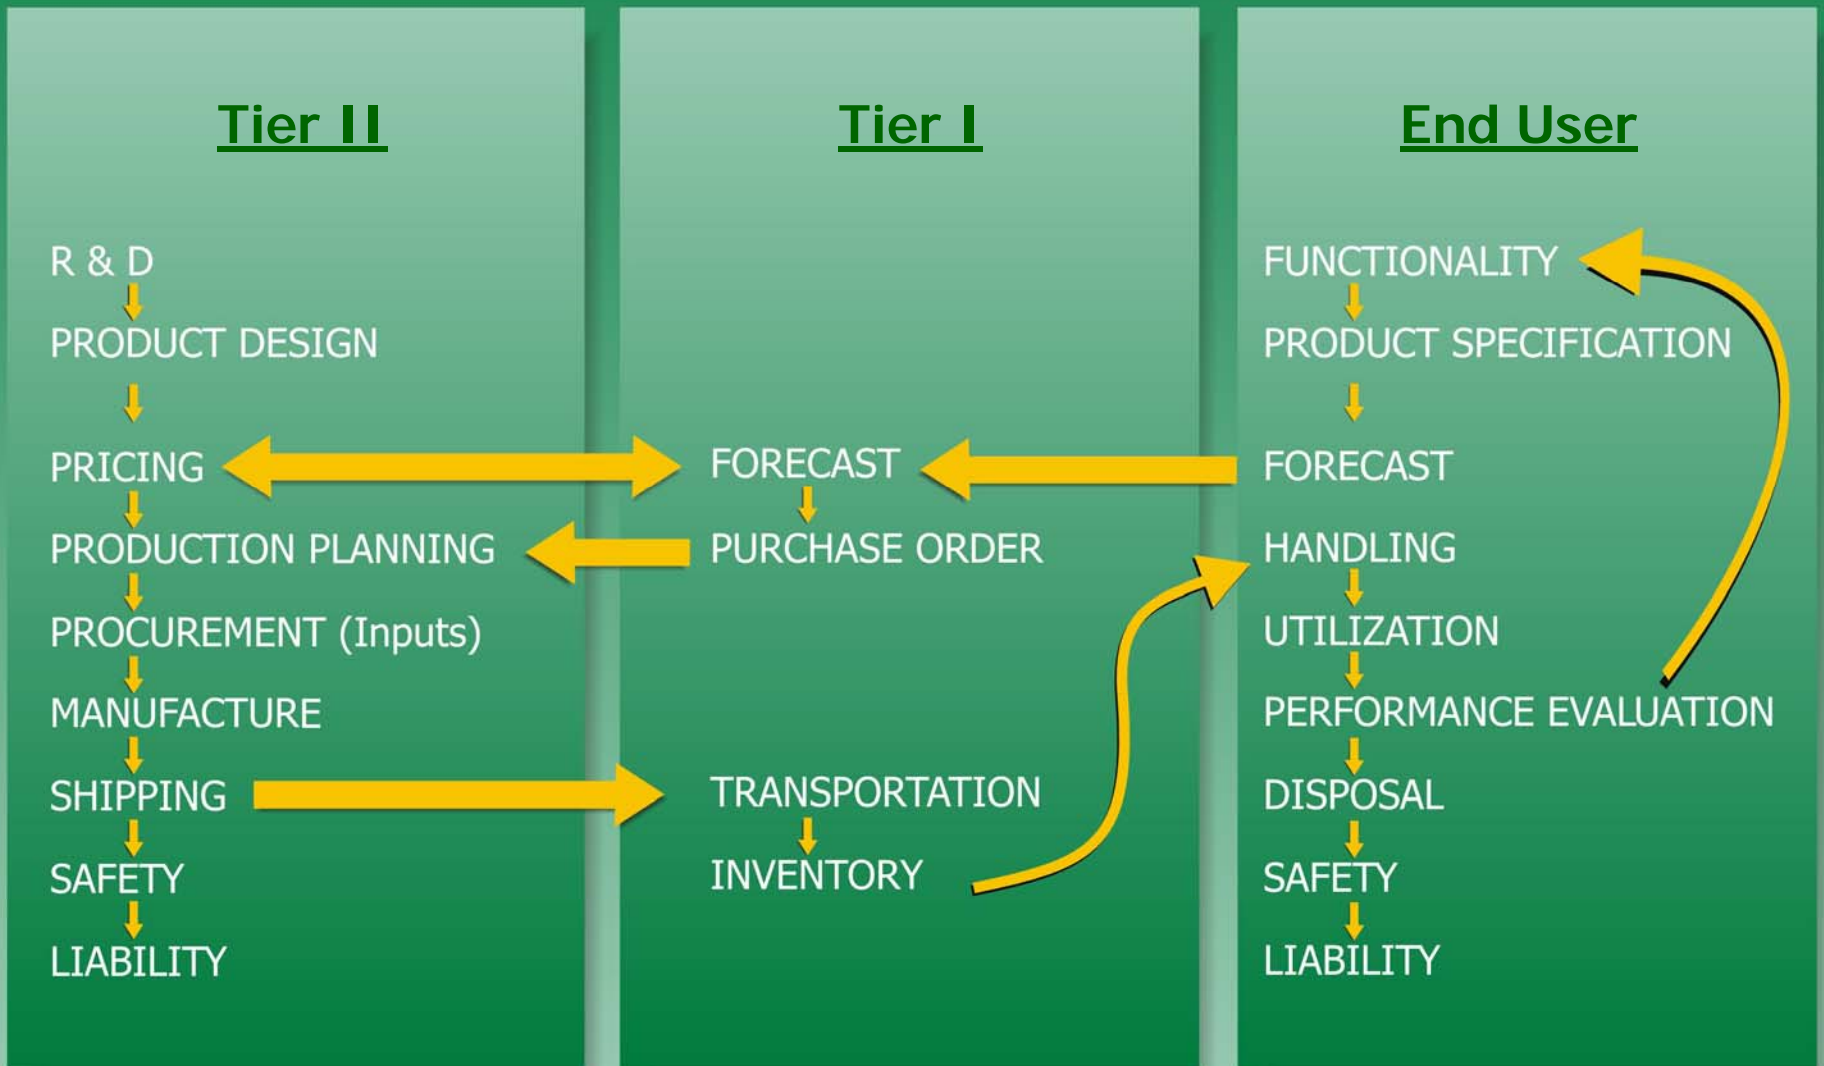 Tier II
R & D
PRODUCT DESIGN
PRICING
PRODUCTION PLANNING
PROCUREMENT (Inputs)
MANUFACTURE
SHIPPING
SAFETY
LIABILITY
Tier I
FORECAST
PURCHASE ORDER
TRANSPORTATION
INVENTORY
End User
FUNCTIONALITY
PRODUCT SPECIFICATION
FORECAST
HANDLING
UTILIZATION
PERFORMANCE EVALUATION
DISPOSAL
SAFETY
LIABILITY